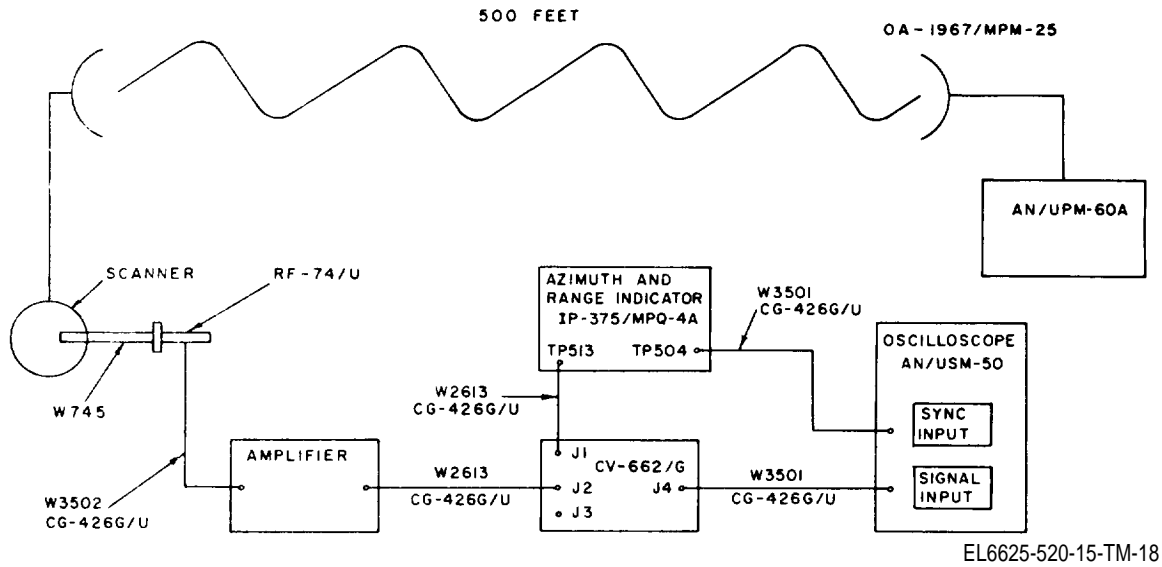 500 FEET
OA-1967/MPM-25
AN/UPM-60A
SCANNER
RF-74/U
W745
W3502
CG-426G/U
AMPLIFIER
W2613
CG-426G/U
AZIMUTH AND
RANGE INDICATOR
IP-375/MPQ-4A
TP513 TP504
W2613
CG-426G/U
J1
CV-662/G
J2 J4
J3
W3501
CG-426G/U
W3501
CG-426G/U
OSCILLOSCOPE
AN/USM-50
SYNC
INPUT
SIGNAL
INPUT
EL6625-520-15-TM-18